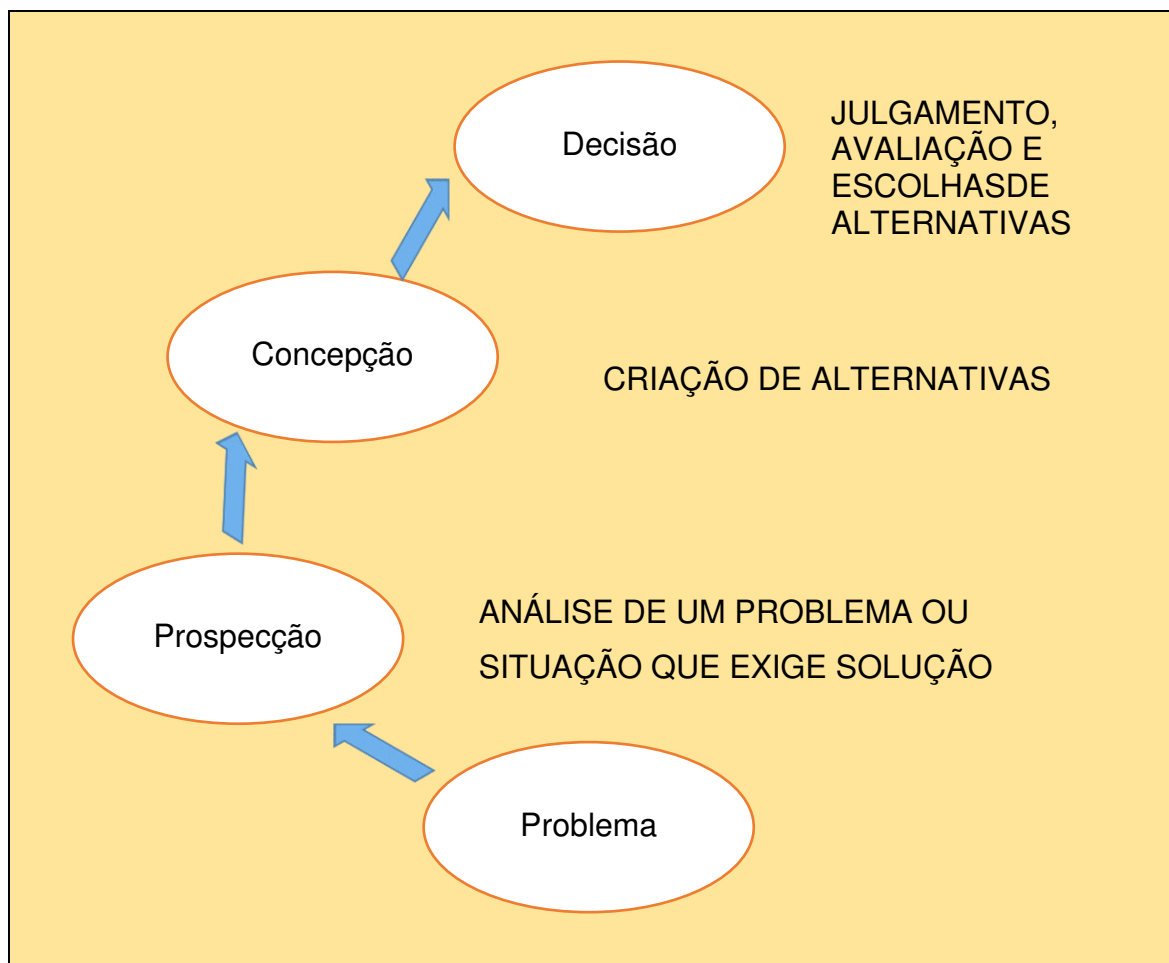 Decisão
JULGAMENTO,
AVALIAÇÃO E
ESCOLHASDE
ALTERNATIVAS
Concepção
CRIAÇÃO DE ALTERNATIVAS
Prospecção
ANÁLISE DE UM PROBLEMA OU
SITUAÇÃO QUE EXIGE SOLUÇÃO
Problema